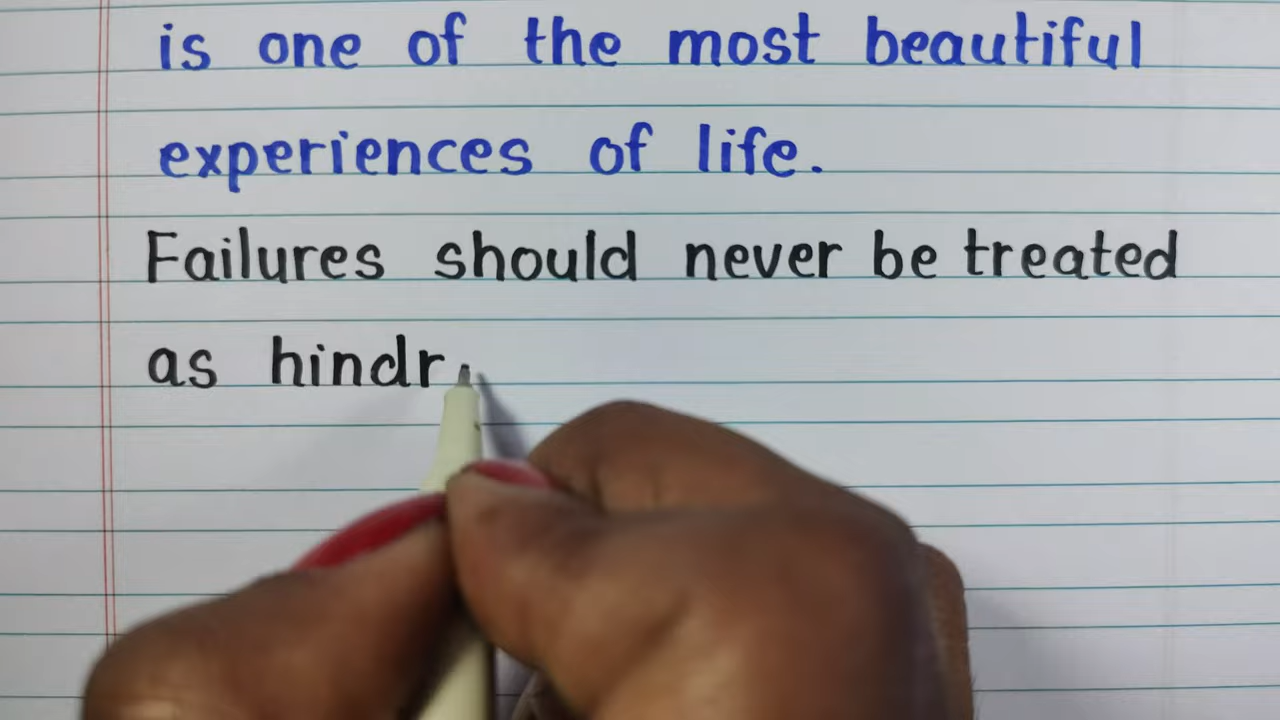 is one of the most beautiful
experiences of life.
Failures should never be treated
as hindr